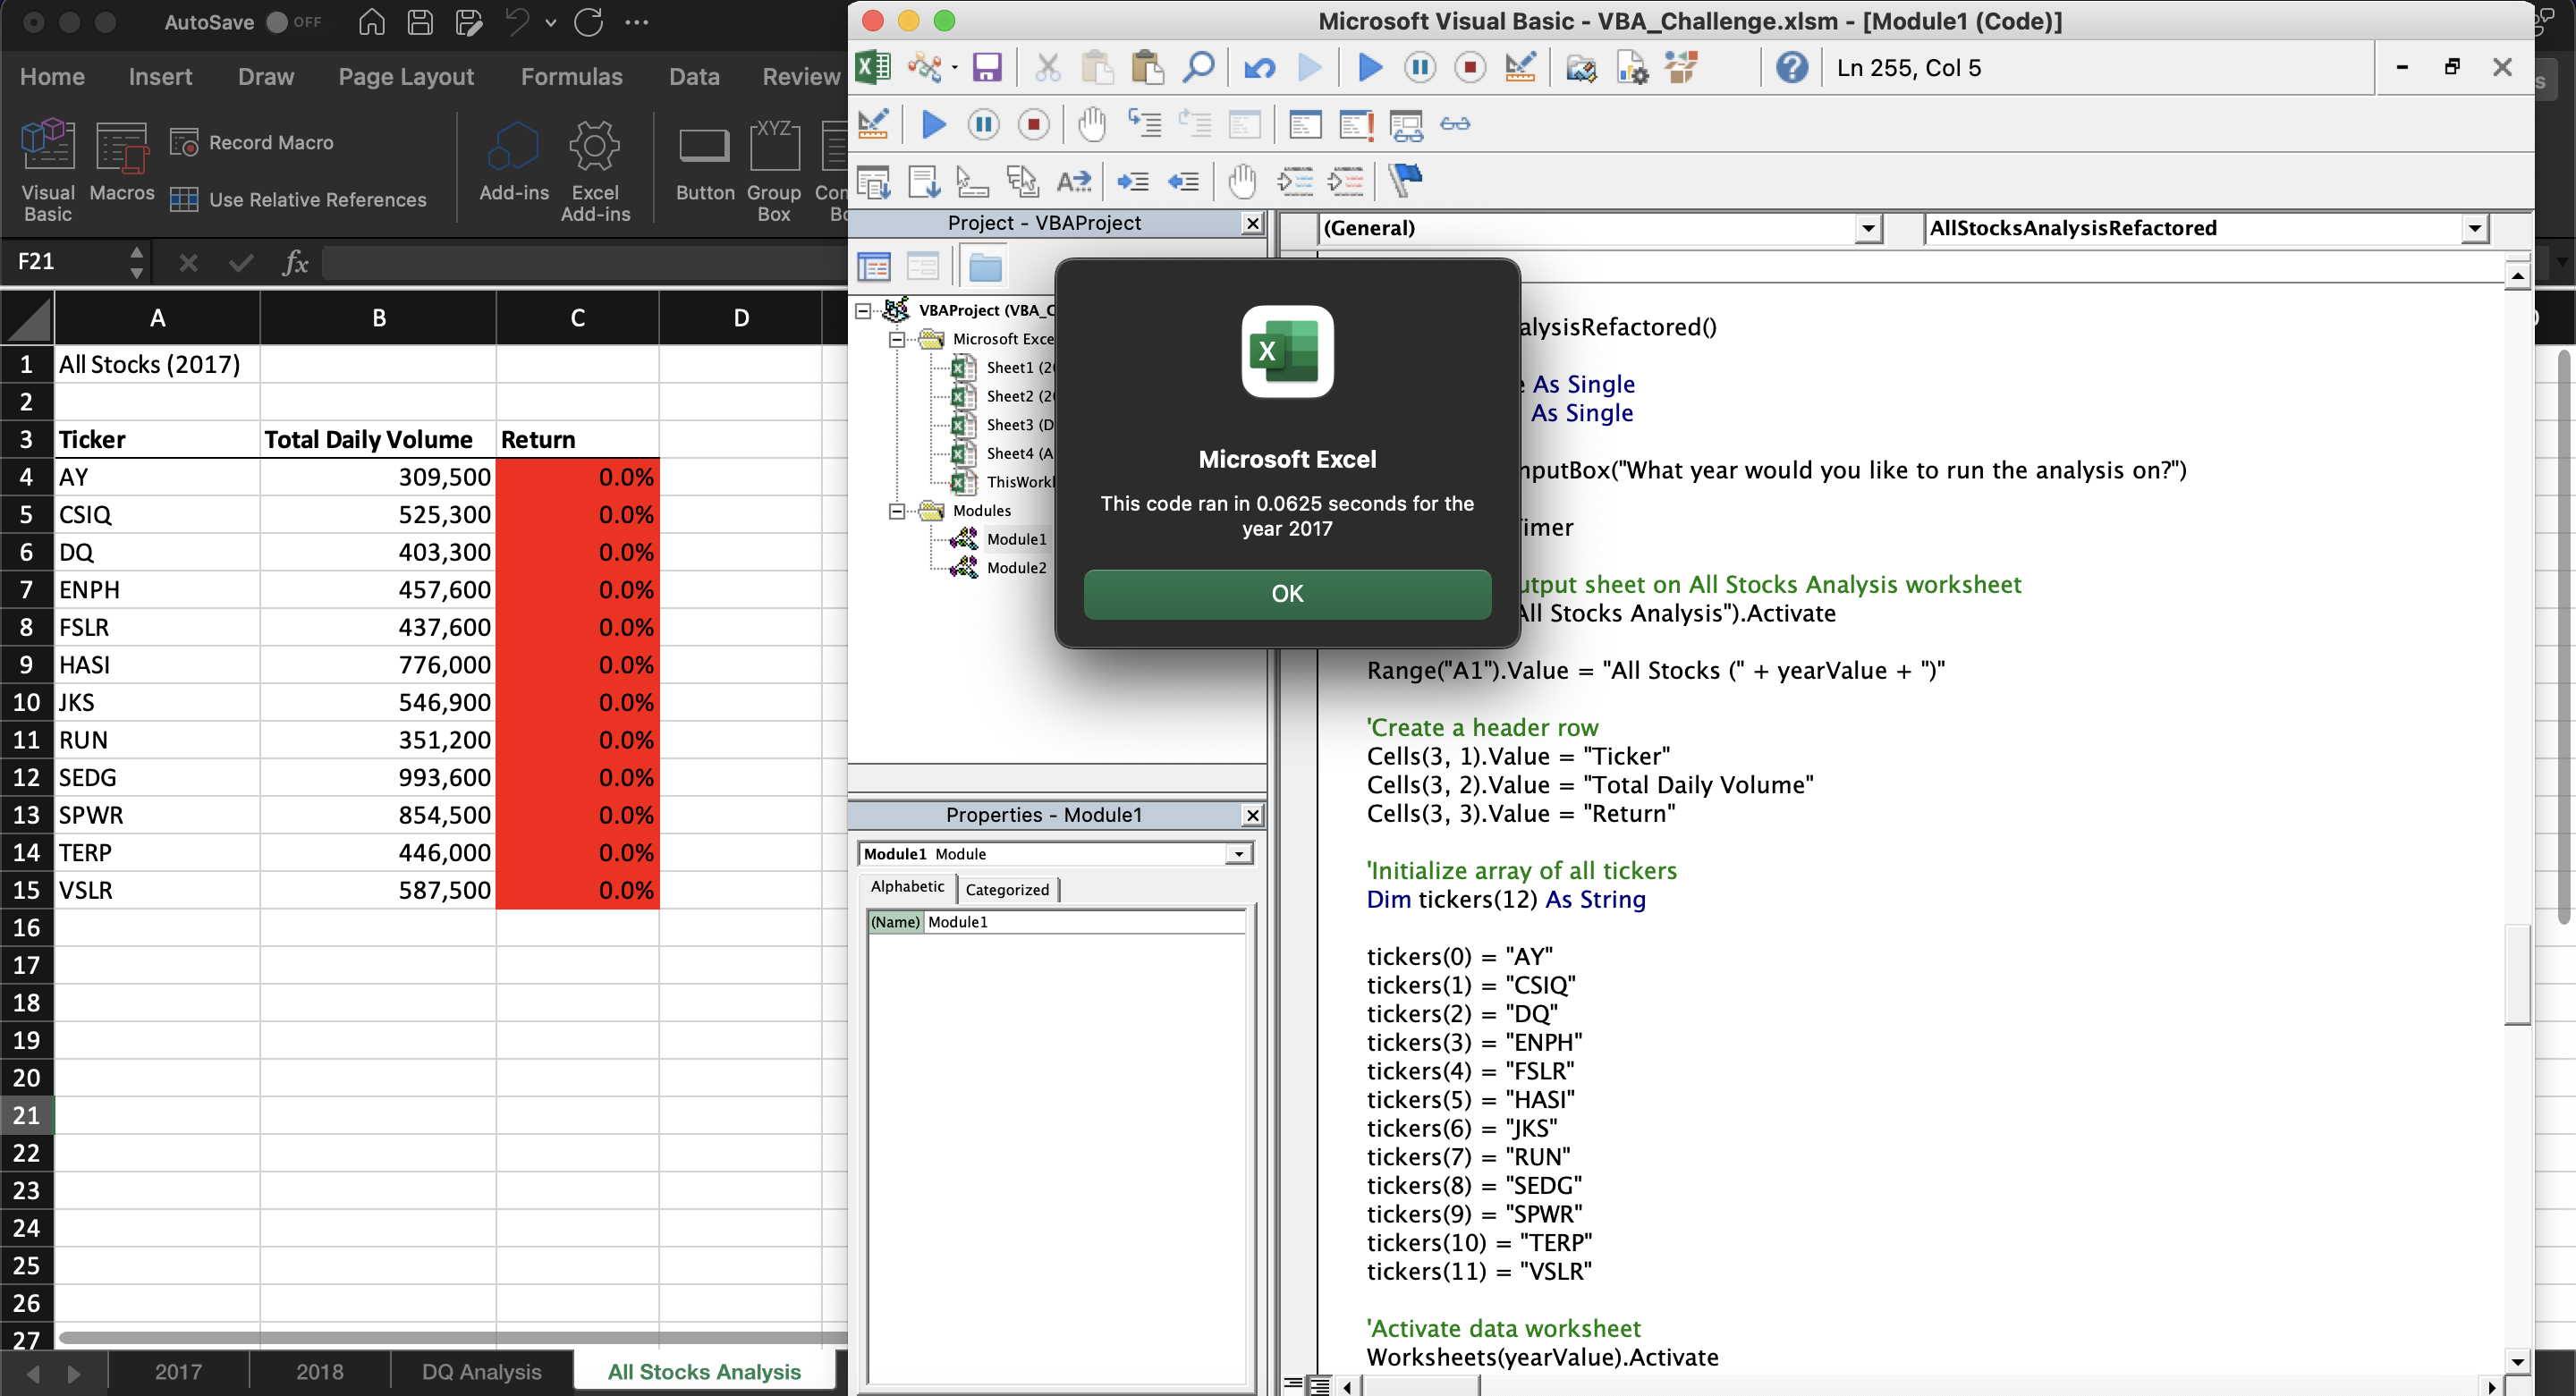 AutoSave OFF
Home Insert Draw Page Layout Formulas Data Review
Visual Basic
Macros
Record Macro
Use Relative References
Add-ins
Excel Add-ins
Button
Group Box
F21
fx
A B C D
1 All Stocks (2017)
2
3 Ticker Total Daily Volume Return
4 AY 309,500 0.0%
5 CSIQ 525,300 0.0%
6 DQ 403,300 0.0%
7 ENPH 457,600 0.0%
8 FSLR 437,600 0.0%
9 HASI 776,000 0.0%
10 JKS 546,900 0.0%
11 RUN 351,200 0.0%
12 SEDG 993,600 0.0%
13 SPWR 854,500 0.0%
14 TERP 446,000 0.0%
15 VSLR 587,500 0.0%
16
17
18
19
20
21
22
23
24
25
26
27
2017 2018 DQ Analysis All Stocks Analysis
Microsoft Visual Basic - VBA_Challenge.xlsm - [Module1 (Code)]
Ln 255, Col 5
Project - VBAProject
VBAProject (VBA_C
Microsoft Exce
Sheet1 (20
Sheet2 (20
Sheet3 (D
Sheet4 (A
ThisWork
Modules
Module1
Module2
Properties - Module1
Module1 Module
Alphabetic Categorized
(Name) Module1
Microsoft Excel
This code ran in 0.0625 seconds for the
year 2017
OK
(General) AllStocksAnalysisRefactored
alysisRefactored()
As Single
As Single
nputBox("What year would you like to run the analysis on?")
imer
utput sheet on All Stocks Analysis worksheet
All Stocks Analysis").Activate
Range("A1").Value = "All Stocks (" + yearValue + ")"
'Create a header row
Cells(3, 1).Value = "Ticker"
Cells(3, 2).Value = "Total Daily Volume"
Cells(3, 3).Value = "Return"
'Initialize array of all tickers
Dim tickers(12) As String
tickers(0) = "AY"
tickers(1) = "CSIQ"
tickers(2) = "DQ"
tickers(3) = "ENPH"
tickers(4) = "FSLR"
tickers(5) = "HASI"
tickers(6) = "JKS"
tickers(7) = "RUN"
tickers(8) = "SEDG"
tickers(9) = "SPWR"
tickers(10) = "TERP"
tickers(11) = "VSLR"
'Activate data worksheet
Worksheets(yearValue).Activate